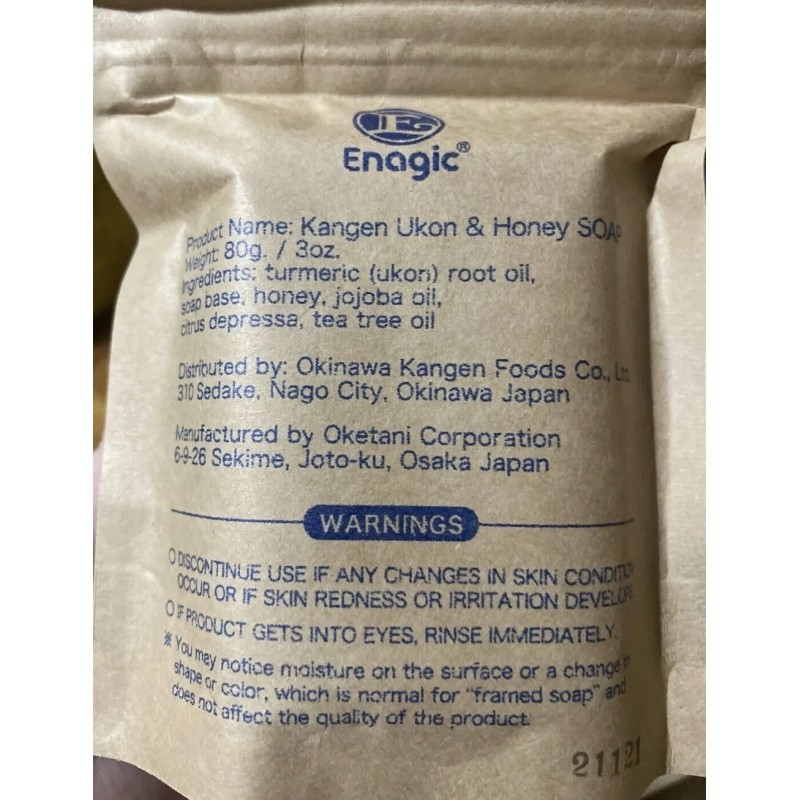 Enagic®
Product Name: Kangen Ukon & Honey SOAP
Weight: 80g. / 3oz.
Ingredients: turmeric (ukon) root oil,
soap base, honey, jojoba oil,
citrus depressa, tea tree oil
Distributed by: Okinawa Kangen Foods Co., Ltd.
310 Sedake, Nago City, Okinawa Japan
Manufactured by Oketani Corporation
6-9-26 Sekime, Joto-ku, Osaka Japan
WARNINGS
○ DISCONTINUE USE IF ANY CHANGES IN SKIN CONDITION
OCCUR OR IF SKIN REDNESS OR IRRITATION DEVELOPS
○ IF PRODUCT GETS INTO EYES, RINSE IMMEDIATELY.
※ You may notice moisture on the surface or a change in
shape or color, which is normal for "framed soap" and
does not affect the quality of the product.
21121